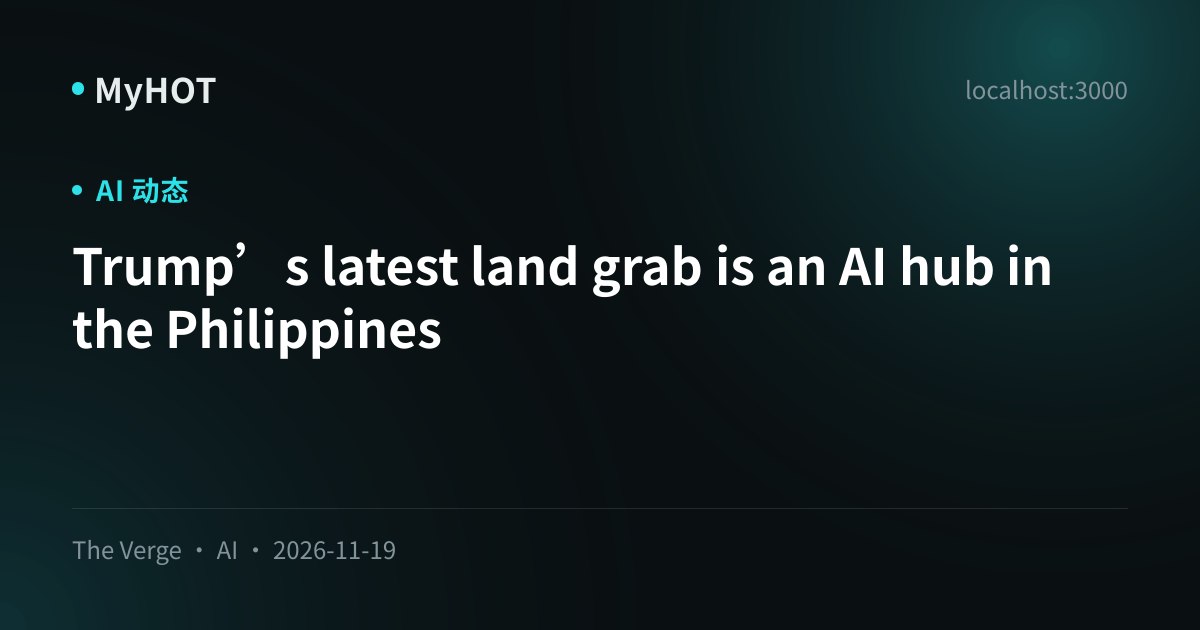 MyHOT
localhost:3000
AI 动态
Trump’s latest land grab is an AI hub in
the Philippines
The Verge · AI · 2026-11-19